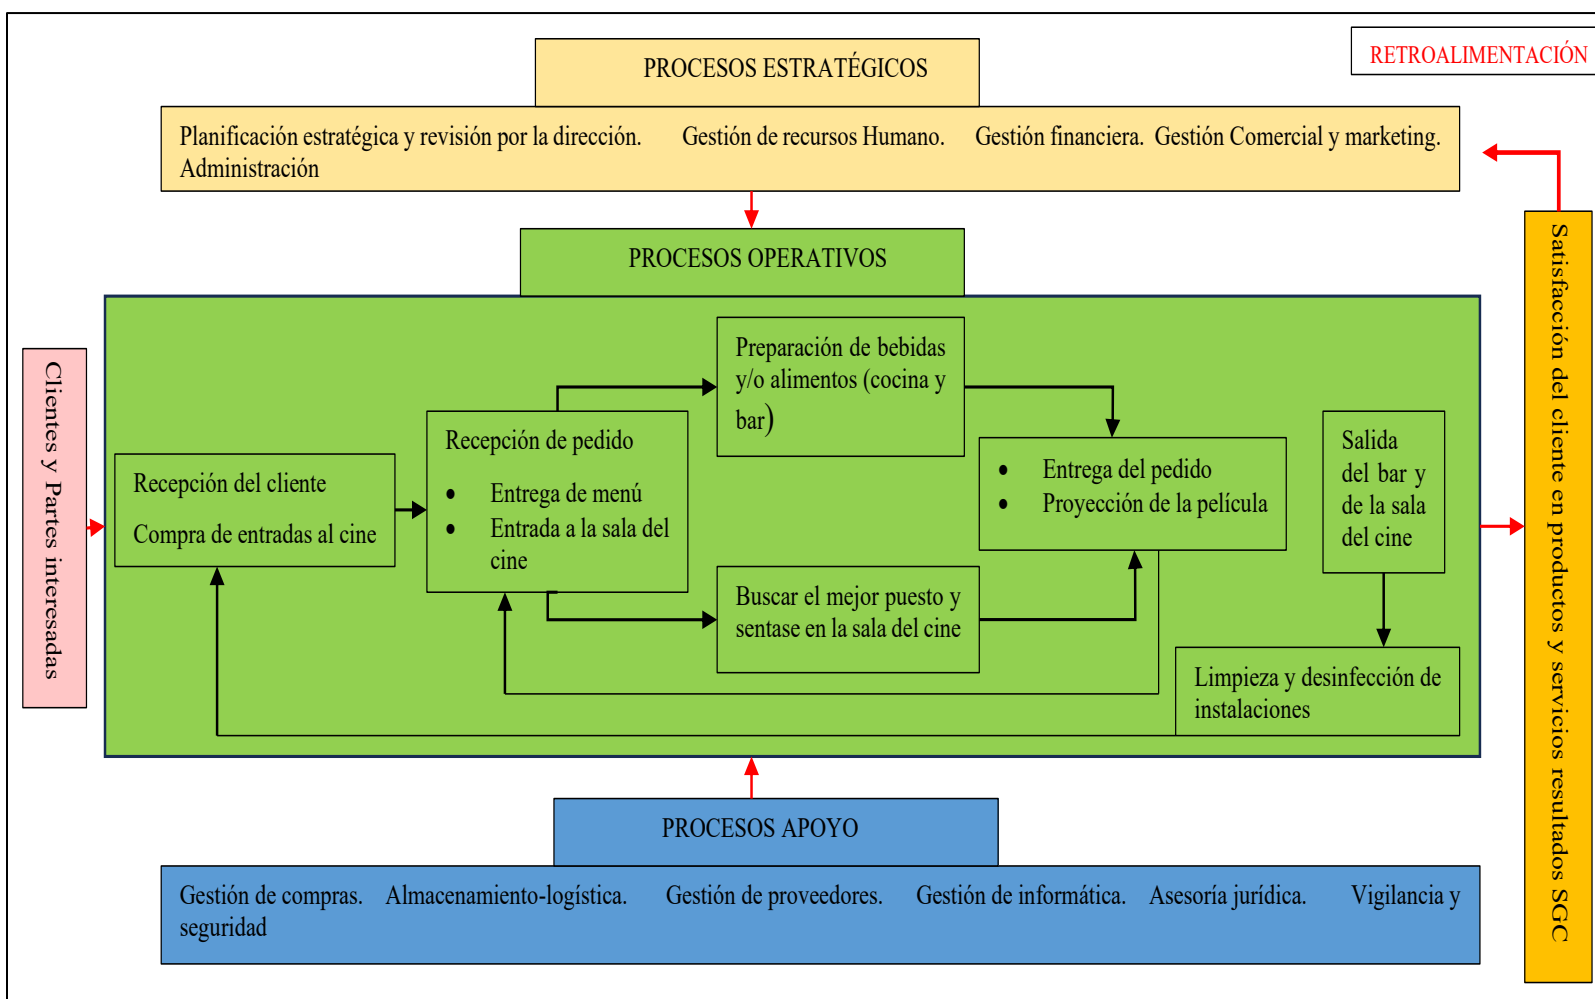 PROCESOS ESTRATÉGICOS
RETROALIMENTACIÓN
Planificación estratégica y revisión por la dirección. Gestión de recursos Humano. Gestión financiera. Gestión Comercial y marketing.
Administración
PROCESOS OPERATIVOS
Clientes y Partes interesadas
Recepción del cliente
Compra de entradas al cine
Recepción de pedido
• Entrega de menú
• Entrada a la sala del
cine
Preparación de bebidas
y/o alimentos (cocina y
bar)
Buscar el mejor puesto y
sentase en la sala del cine
• Entrega del pedido
• Proyección de la película
Salida
del bar y
de la sala
del cine
Limpieza y desinfección de
instalaciones
Satisfacción del cliente en productos y servicios resultados SGC
PROCESOS APOYO
Gestión de compras. Almacenamiento-logística. Gestión de proveedores. Gestión de informática. Asesoría jurídica. Vigilancia y
seguridad